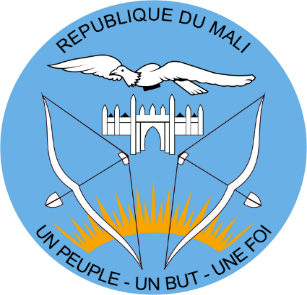 REPUBLIQUE DU MALI
UN PEUPLE - UN BUT - UNE FOI